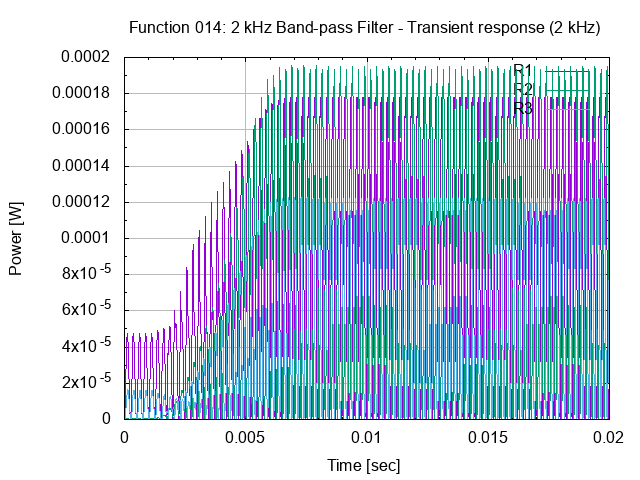 Function 014: 2 kHz Band-pass Filter - Transient response (2 kHz)
Power [W]
0.0002
0.00018
0.00016
0.00014
0.00012
0.0001
8x10^-5
6x10^-5
4x10^-5
2x10^-5
0
R1
R2
R3
0 0.005 0.01 0.015 0.02
Time [sec]